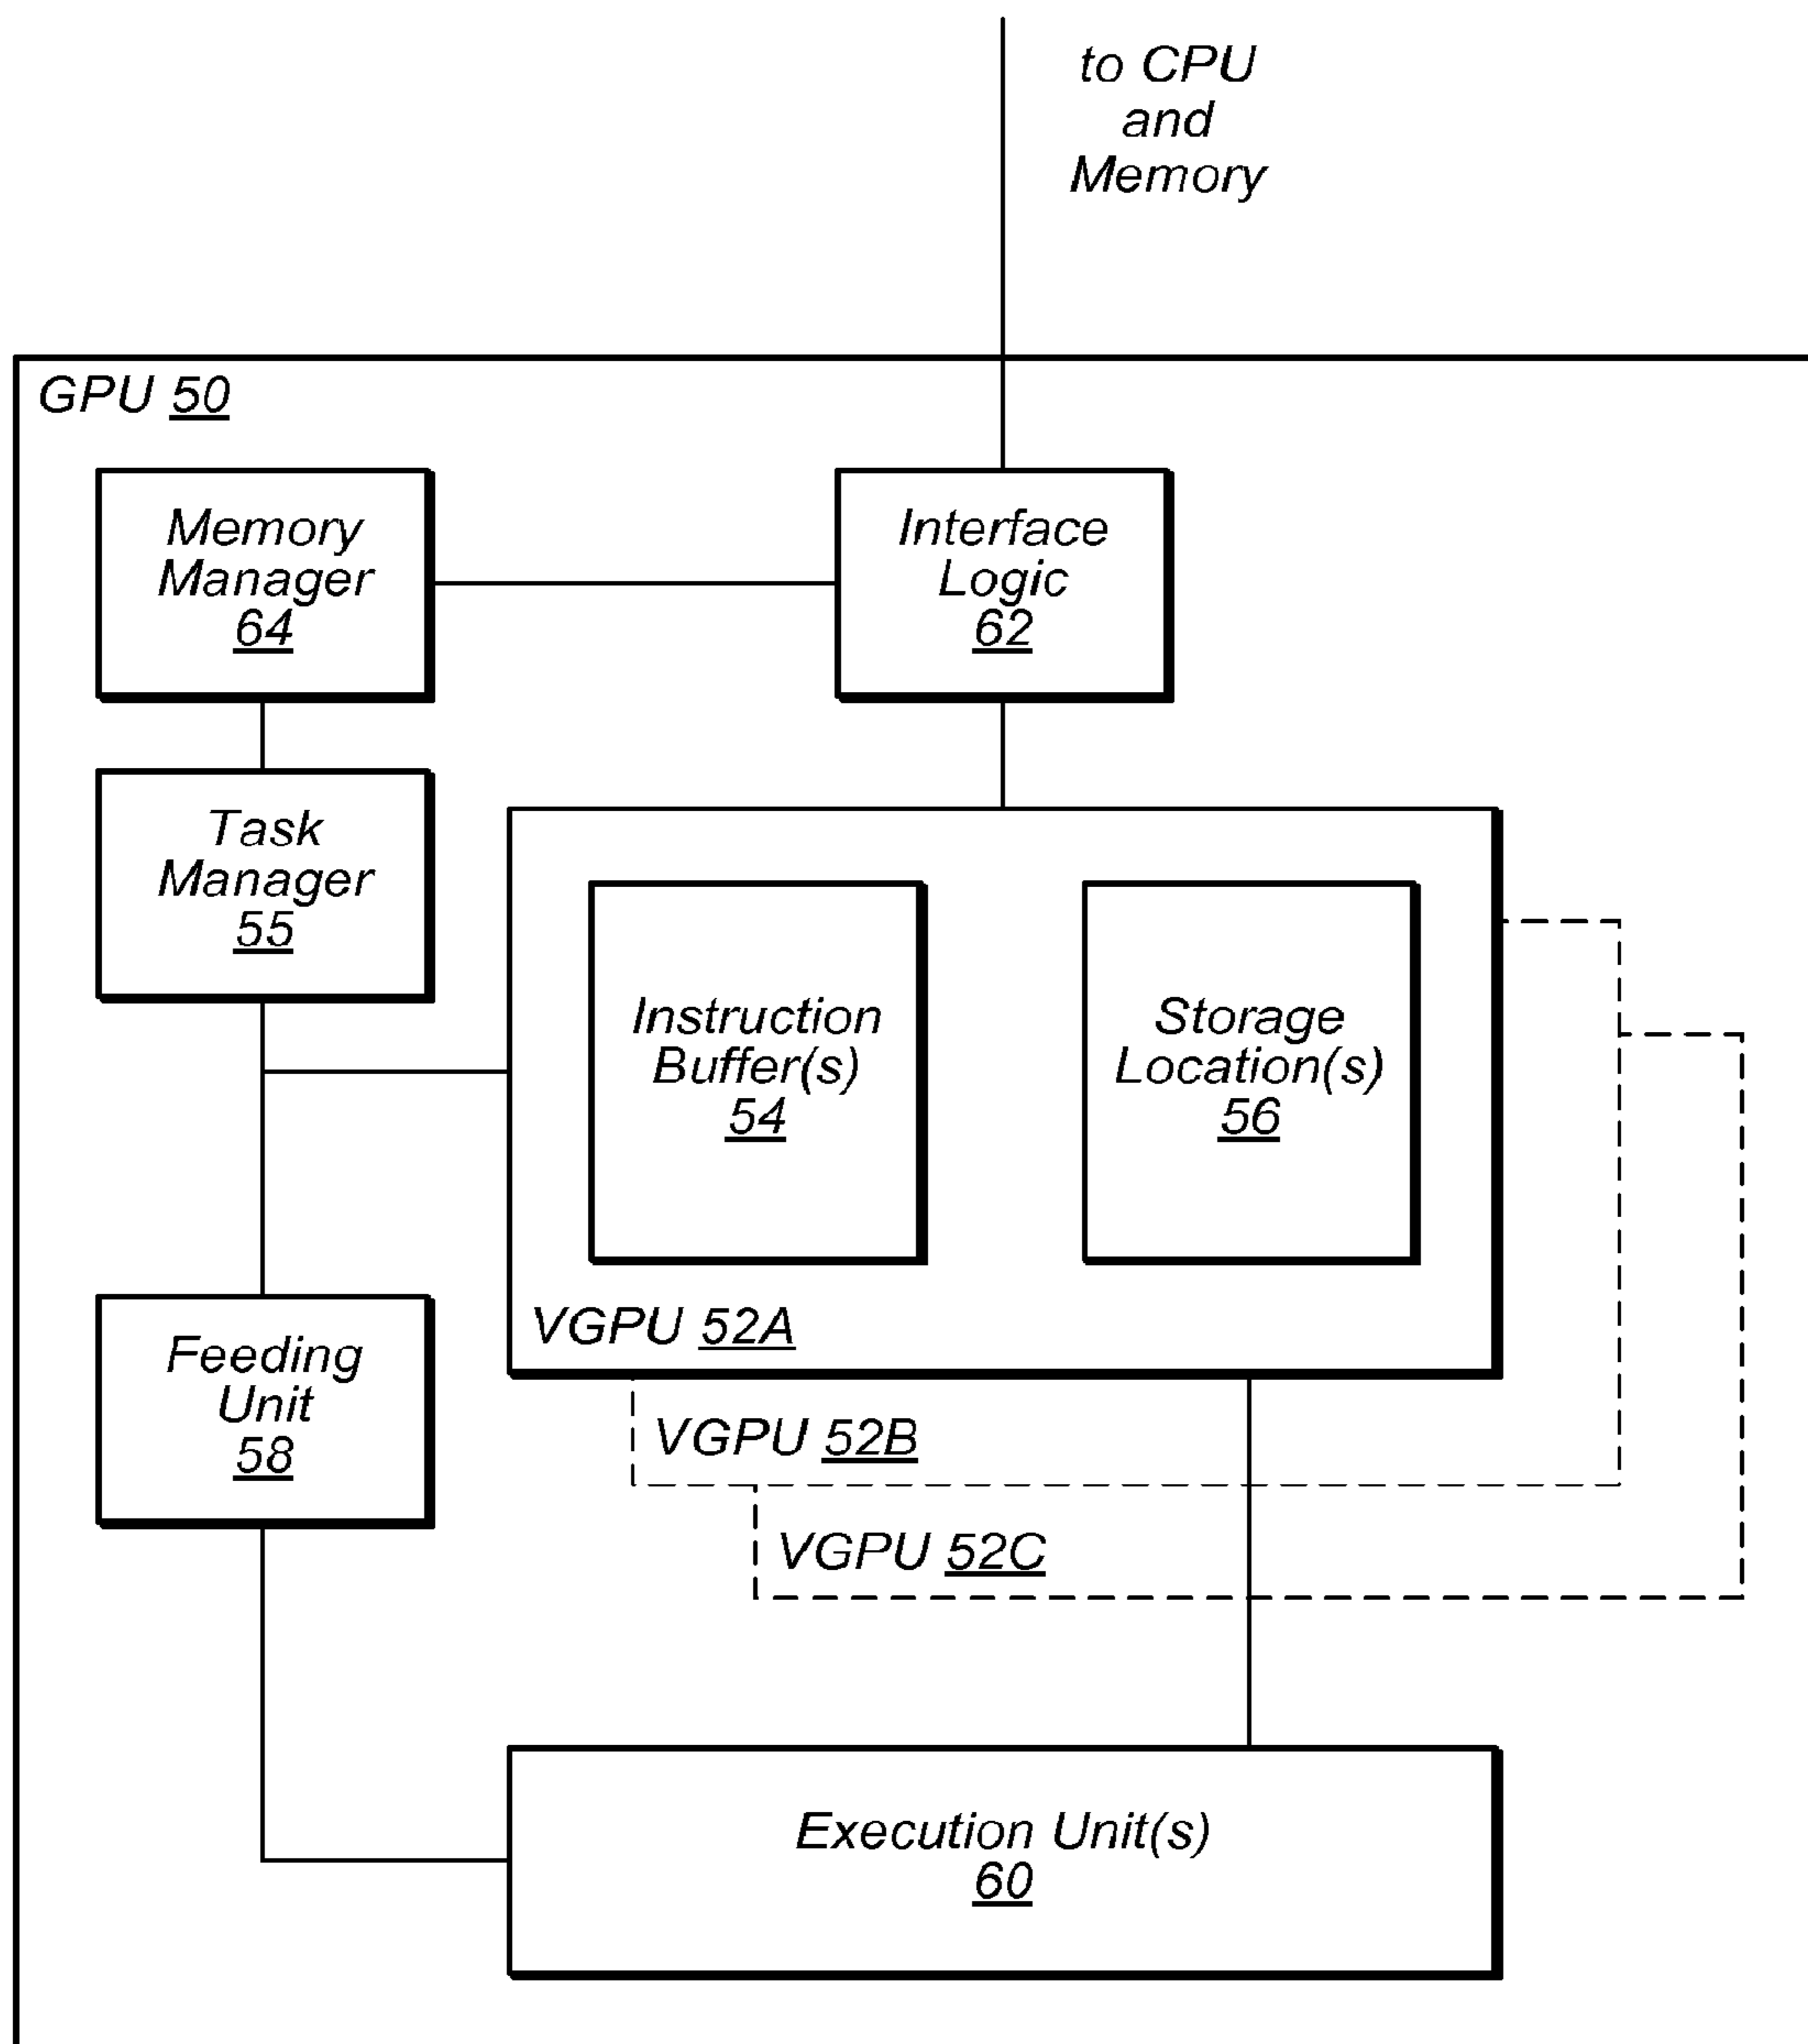 to CPU
and
Memory
GPU 50
Memory
Manager
64
Interface
Logic
62
Task
Manager
55
Instruction
Buffer(s)
54
Storage
Location(s)
56
VGPU 52A
Feeding
Unit
58
VGPU 52B
VGPU 52C
Execution Unit(s)
60